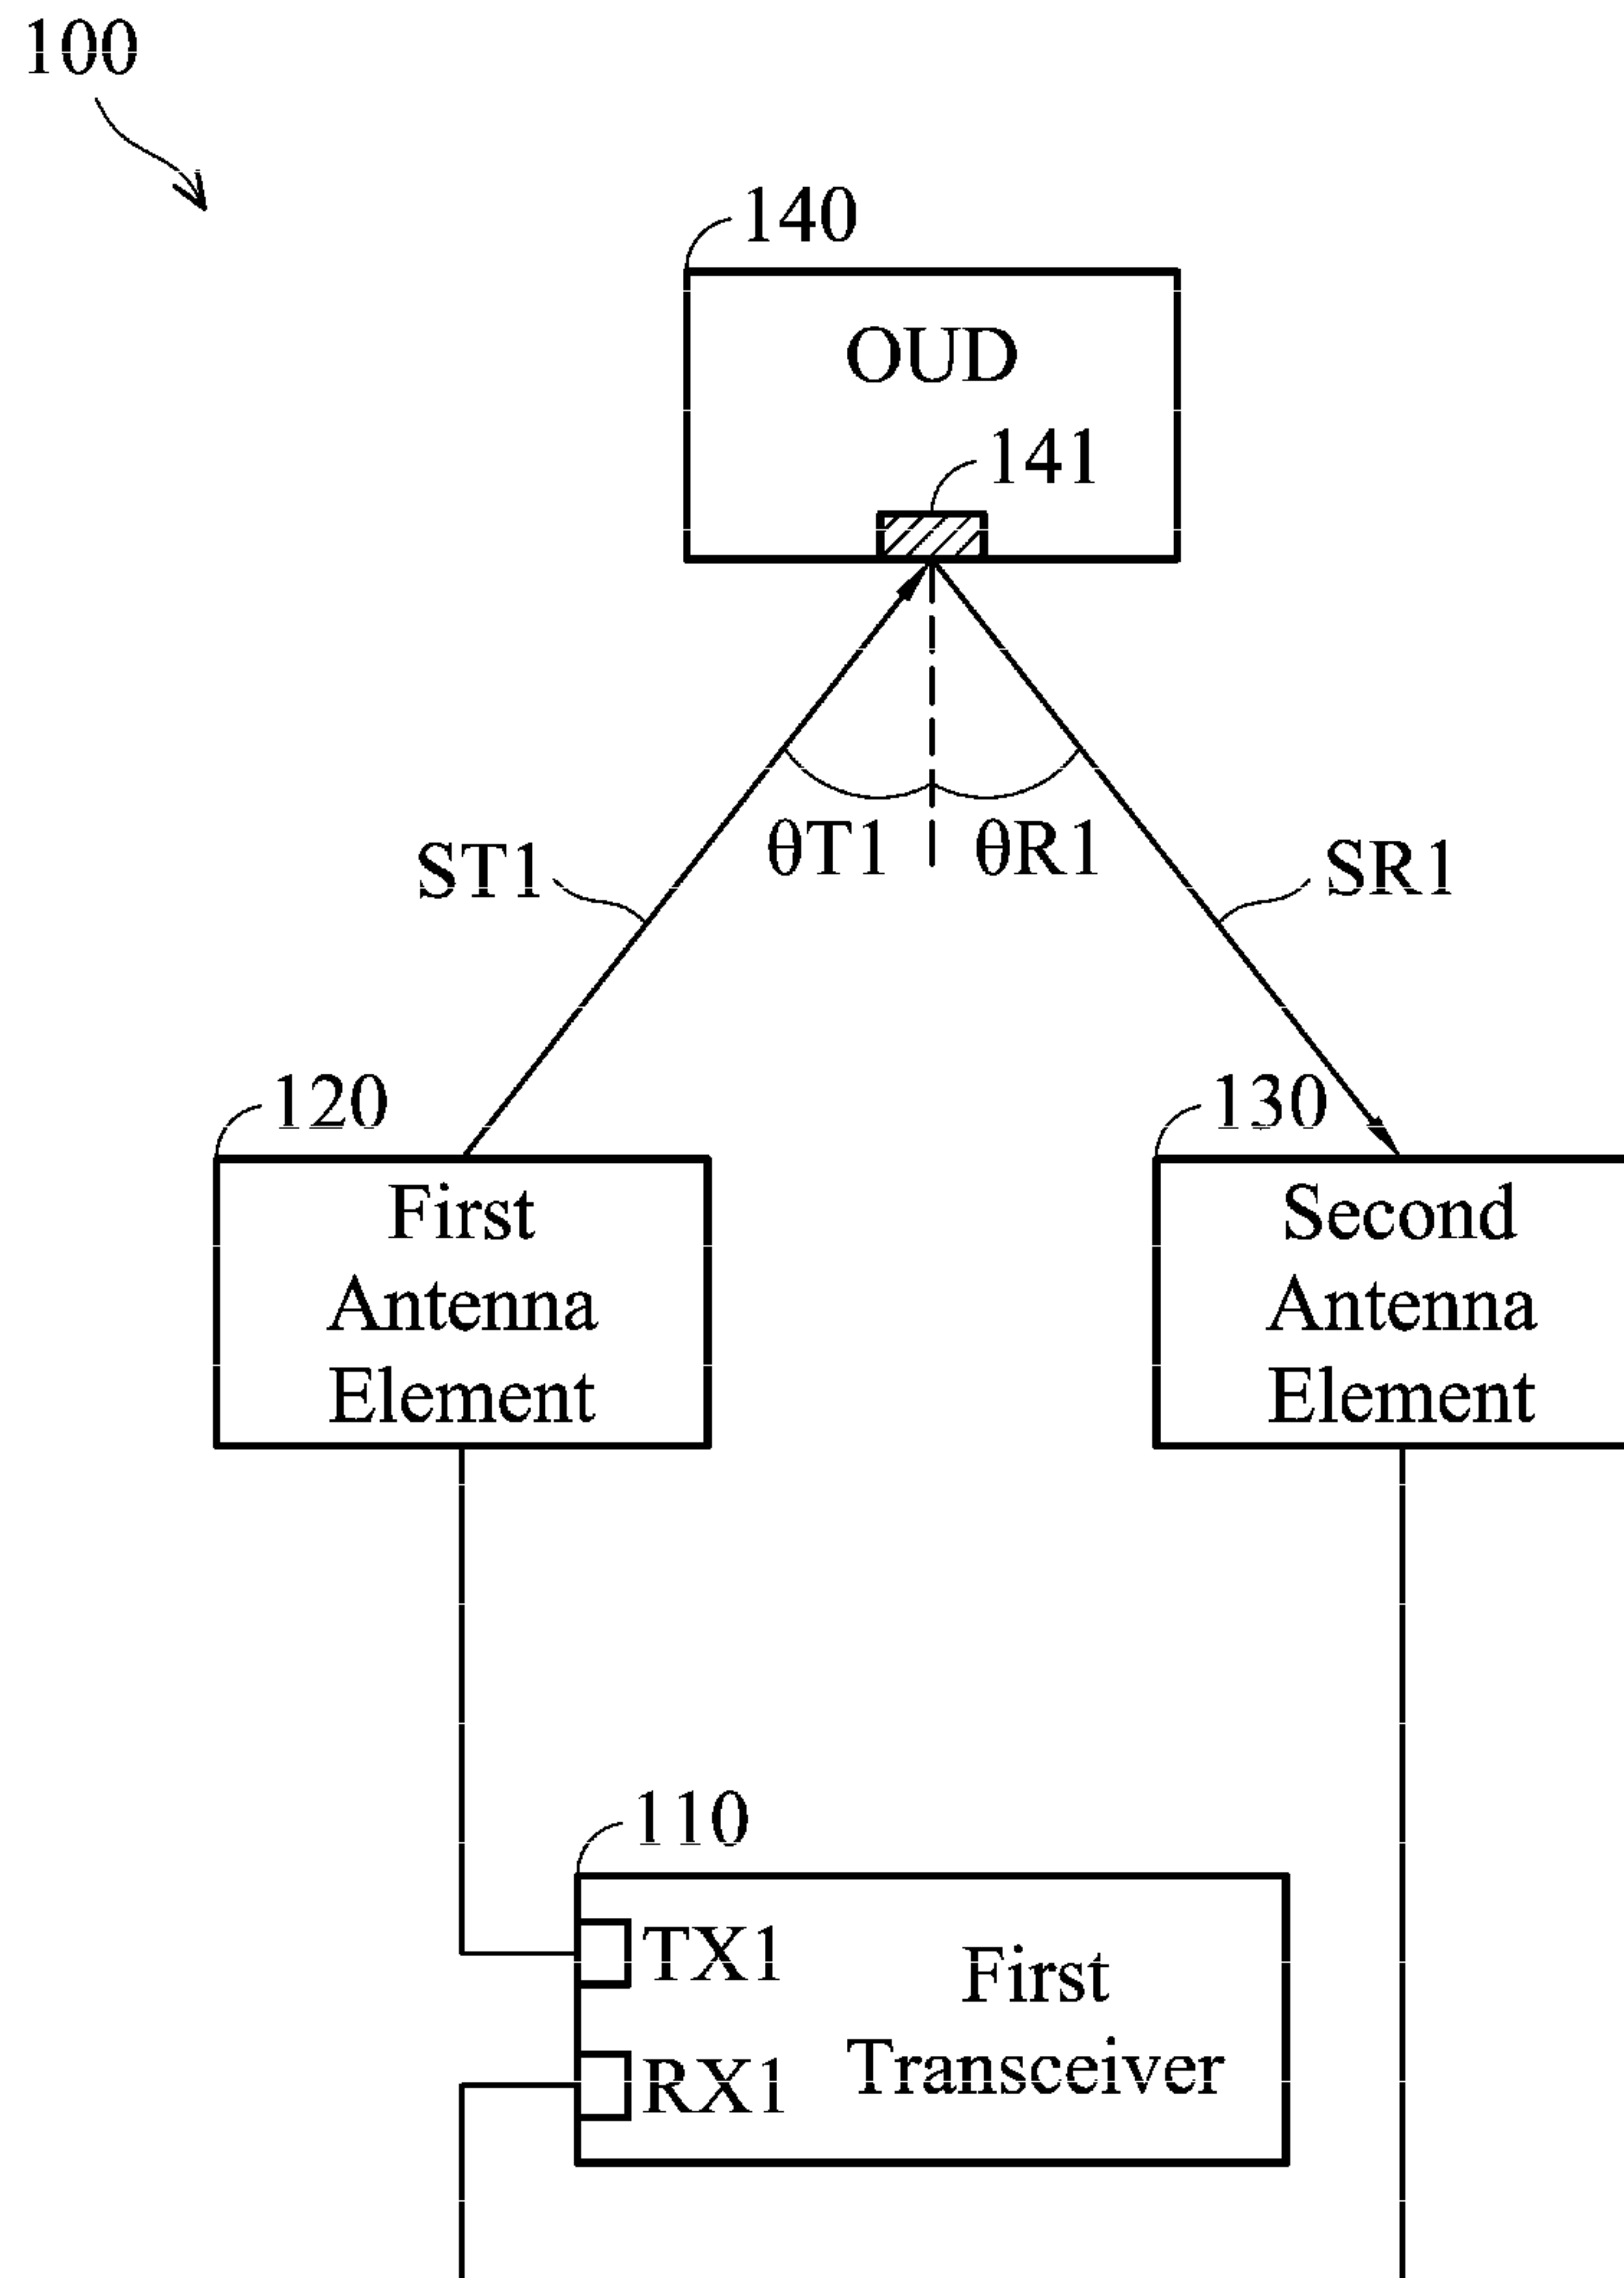 100
140
OUD
141
θT1
θR1
ST1
SR1
120
130
First
Antenna
Element
Second
Antenna
Element
110
TX1
First
Transceiver
RX1